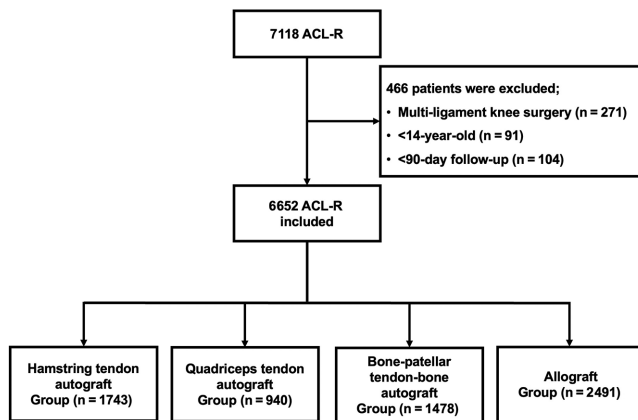 7118 ACL-R
466 patients were excluded;
• Multi-ligament knee surgery (n = 271)
• <14-year-old (n = 91)
• <90-day follow-up (n = 104)
6652 ACL-R
included
Hamstring tendon
autograft
Group (n = 1743)
Quadriceps tendon
autograft
Group (n = 940)
Bone-patellar
tendon-bone
autograft
Group (n = 1478)
Allograft
Group (n = 2491)